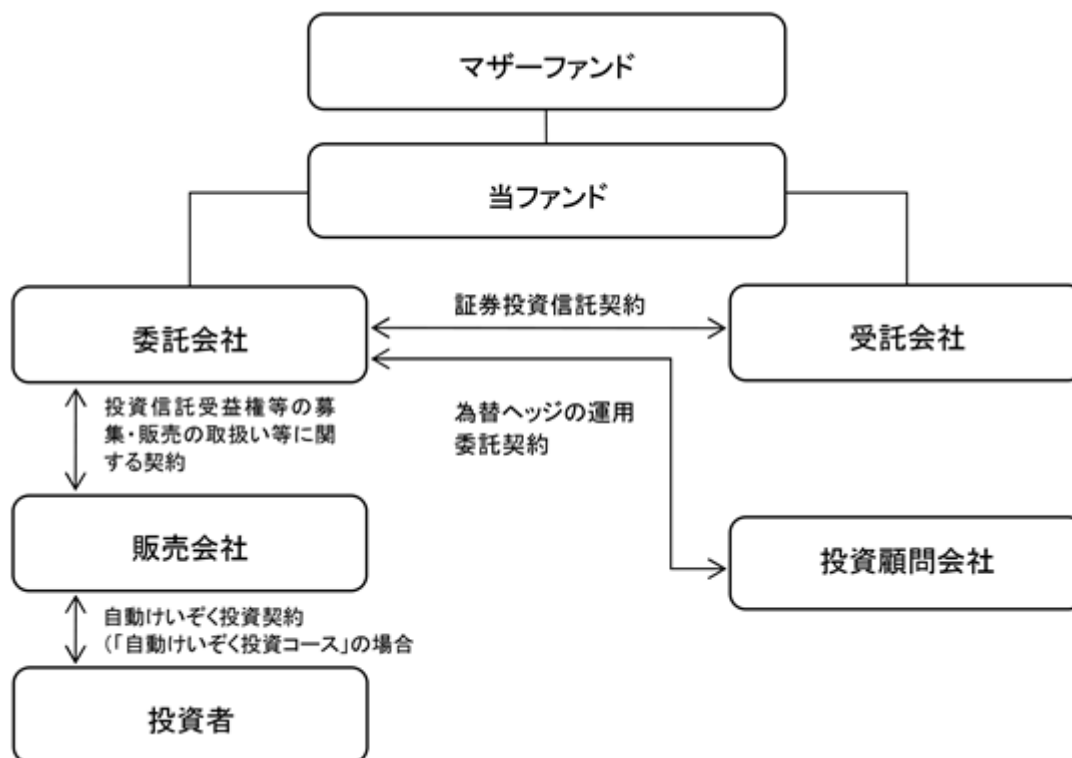 マザーファンド
当ファンド
委託会社
証券投資信託契約
受託会社
投資信託受益権等の募
集・販売の取扱い等に関
する契約
為替ヘッジの運用
委託契約
販売会社
投資顧問会社
自動けいぞく投資契約
(「自動けいぞく投資コース」の場合
投資者